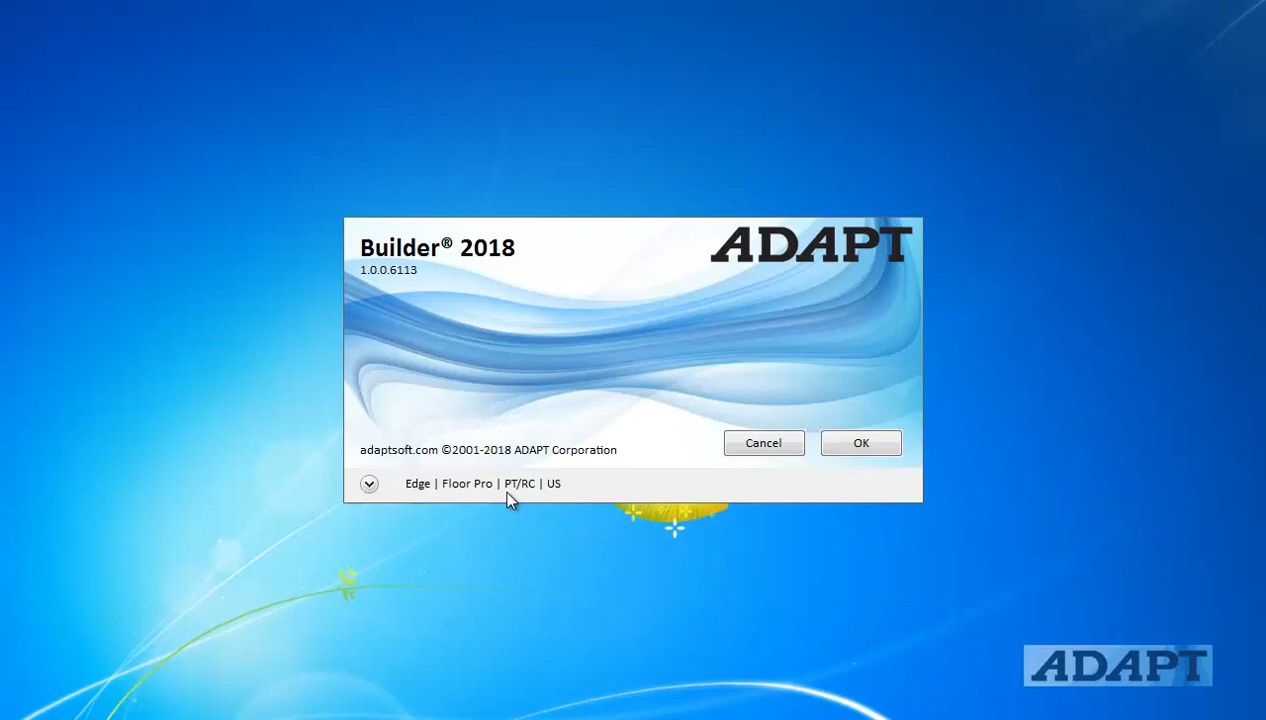 Builder® 2018
ADAPT
1.0.0.6113
adaptsoft.com ©2001-2018 ADAPT Corporation
Cancel
OK
Edge | Floor Pro | PT/RC | US
ADAPT